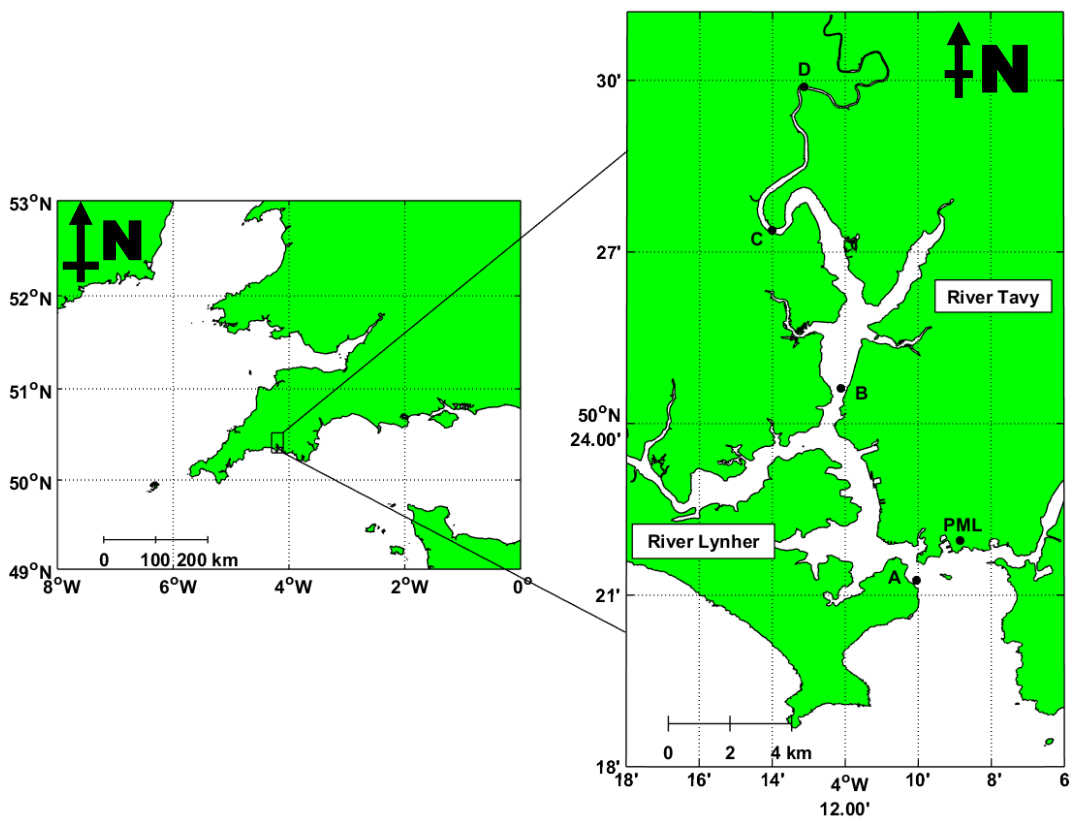 53°N
N
52°N
51°N
50°N
49°N
0 100 200 km
8°W 6°W 4°W 2°W 0°
N
30'
D
C
27'
River Tavy
B
50°N
24.00'
PML
River Lynher
A
21'
0 2 4 km
18'
18' 16' 14' 4°W 10' 8' 6
12.00'